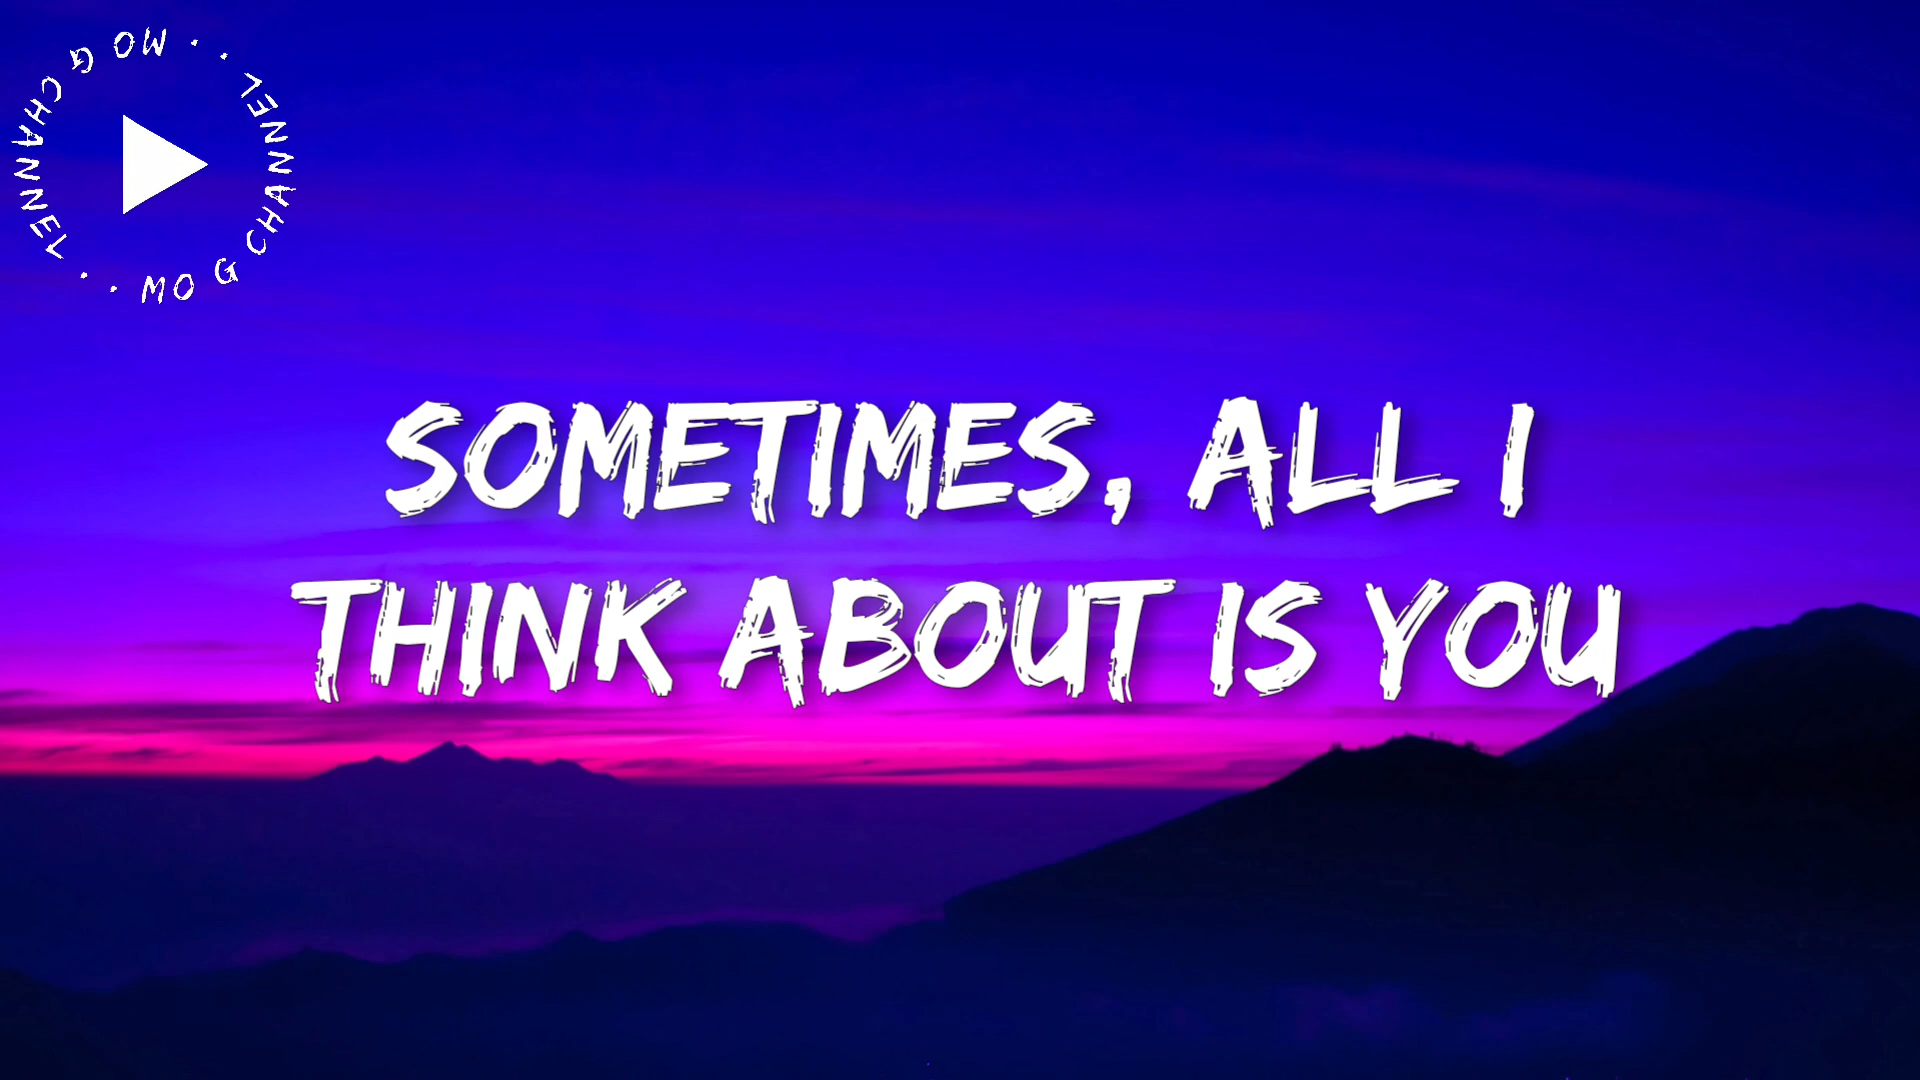 MO G CHANNEL . .
MO G CHANNEL . .
SOMETIMES, ALL I
THINK ABOUT IS YOU